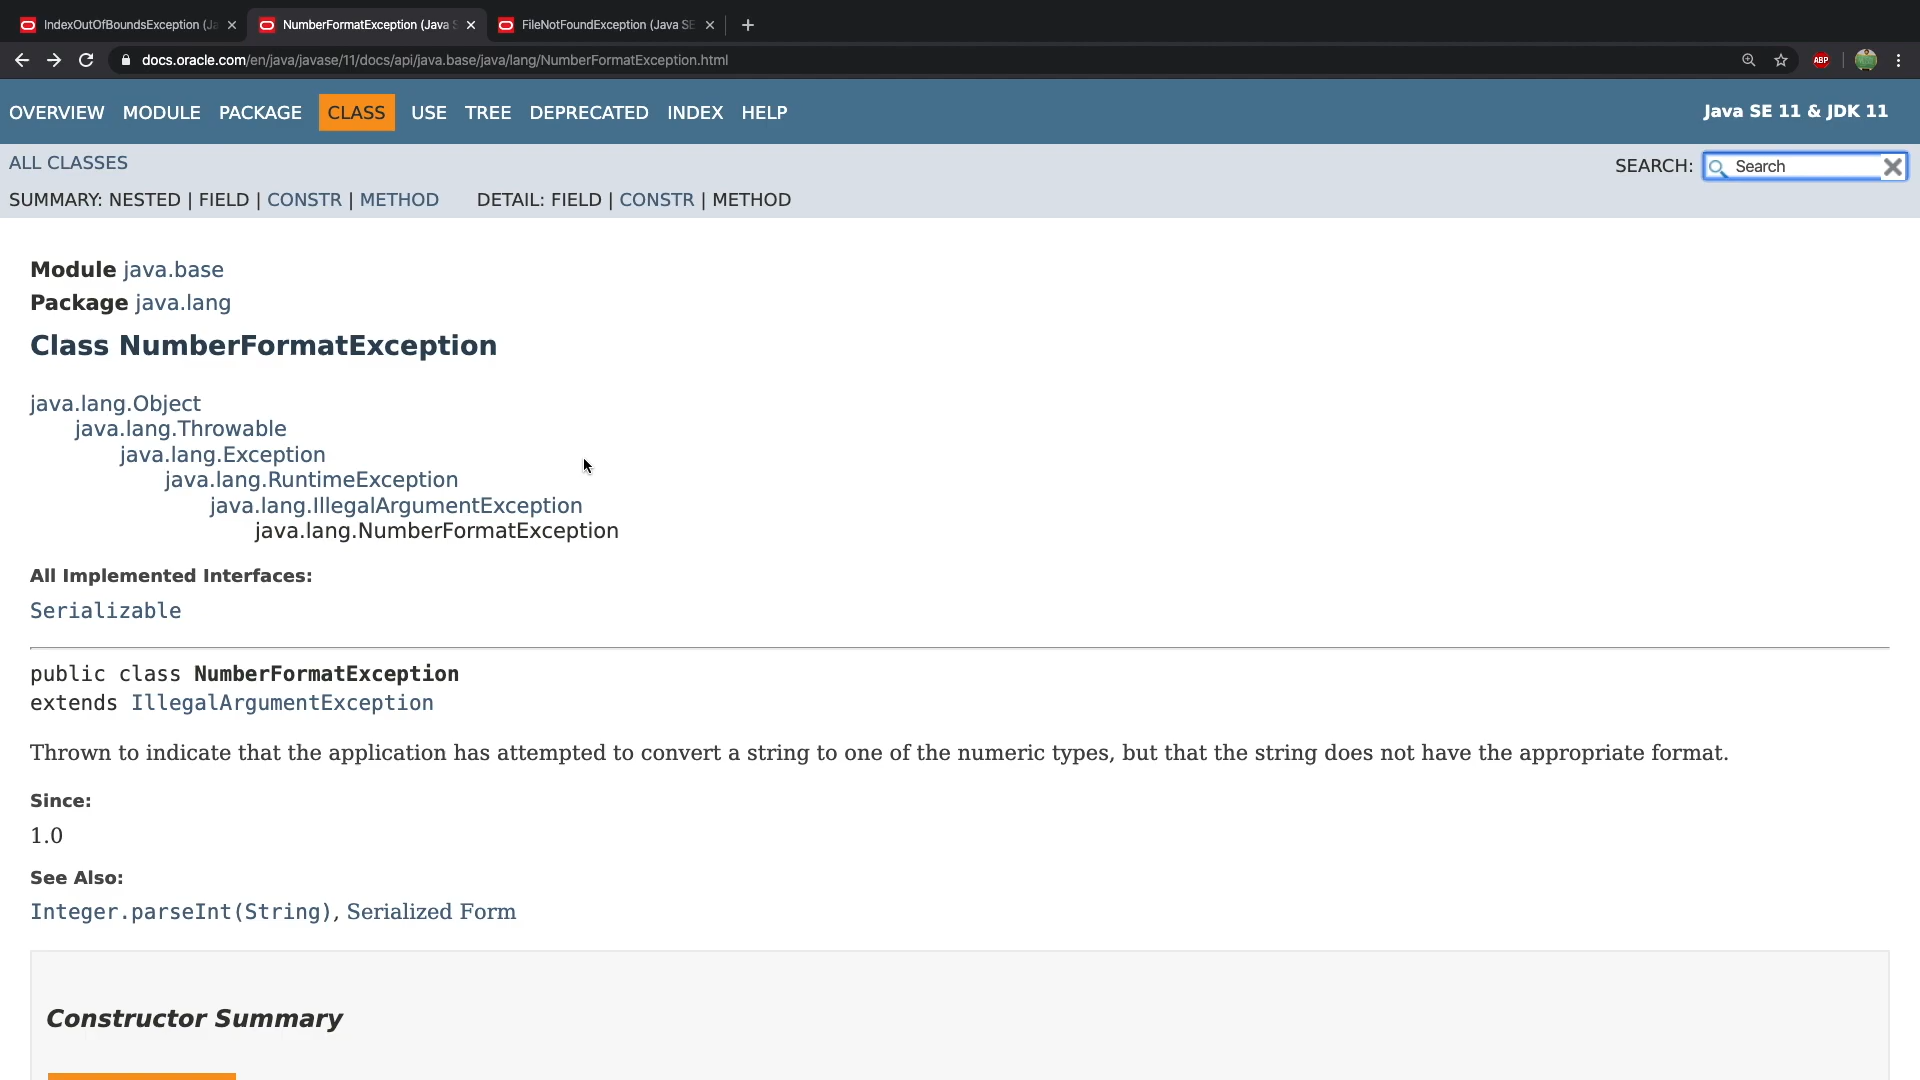 IndexOutOfBoundsException (Ja
NumberFormatException (Java S
FileNotFoundException (Java SE
docs.oracle.com/en/java/javase/11/docs/api/java.base/java/lang/NumberFormatException.html
ABP
OVERVIEW MODULE PACKAGE CLASS USE TREE DEPRECATED INDEX HELP
Java SE 11 & JDK 11
ALL CLASSES
SEARCH: Search
SUMMARY: NESTED | FIELD | CONSTR | METHOD DETAIL: FIELD | CONSTR | METHOD
Module java.base
Package java.lang
Class NumberFormatException
java.lang.Object
java.lang.Throwable
java.lang.Exception
java.lang.RuntimeException
java.lang.IllegalArgumentException
java.lang.NumberFormatException
All Implemented Interfaces:
Serializable
public class NumberFormatException
extends IllegalArgumentException
Thrown to indicate that the application has attempted to convert a string to one of the numeric types, but that the string does not have the appropriate format.
Since:
1.0
See Also:
Integer.parseInt(String), Serialized Form
Constructor Summary